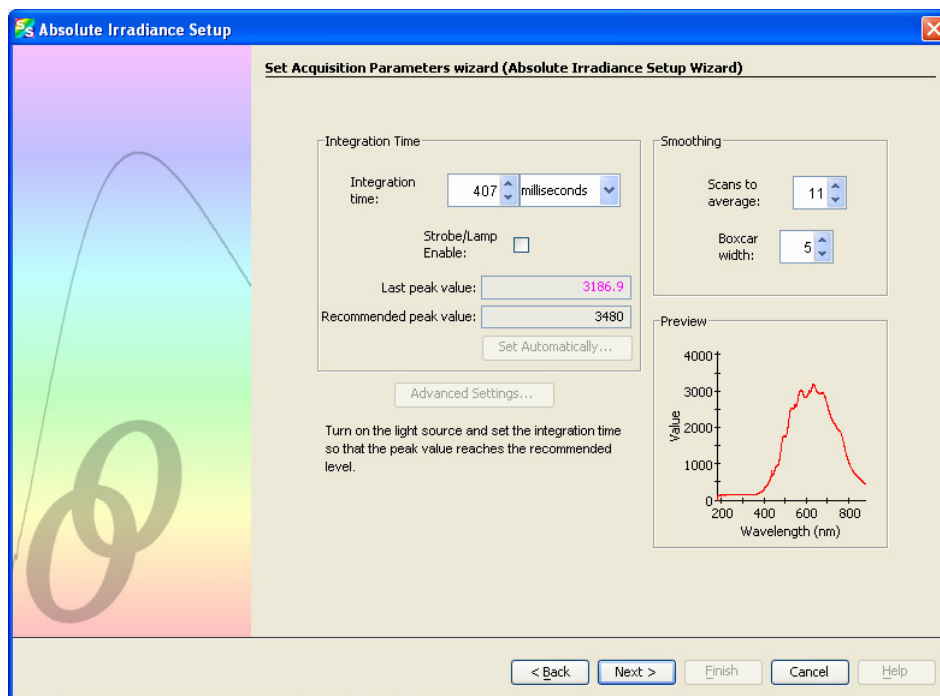 Absolute Irradiance Setup
Set Acquisition Parameters wizard (Absolute Irradiance Setup Wizard)
Integration Time
Integration
time:
407
milliseconds
Strobe/Lamp
Enable:
Last peak value:
3186.9
Recommended peak value:
3480
Set Automatically...
Advanced Settings...
Turn on the light source and set the integration time
so that the peak value reaches the recommended
level.
Smoothing
Scans to
average:
11
Boxcar
width:
5
Preview
4000
3000
2000
1000
0
Value
200 400 600 800
Wavelength (nm)
< Back
Next >
Finish
Cancel
Help